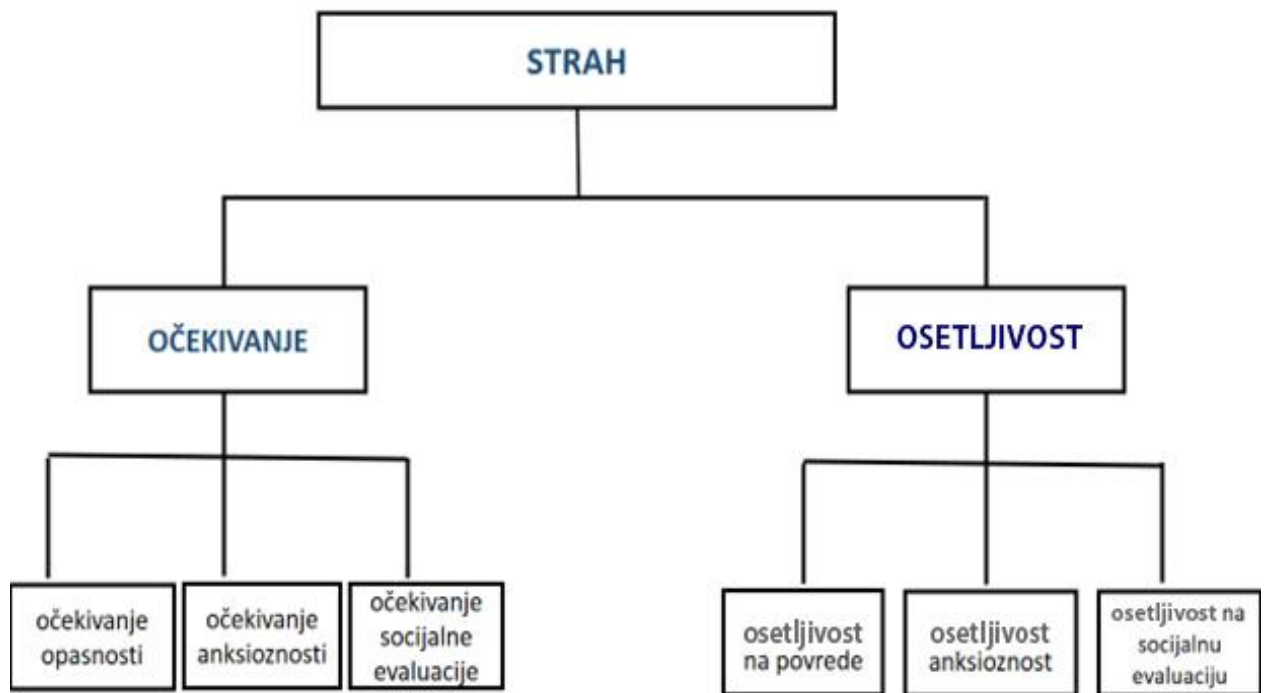 STRAH
OČEKIVANJE
OSETLJIVOST
očekivanje
opasnosti
očekivanje
anksioznosti
očekivanje
socijalne
evaluacije
osetljivost
na povrede
osetljivost
anksioznost
osetljivost na
socijalnu
evaluaciju